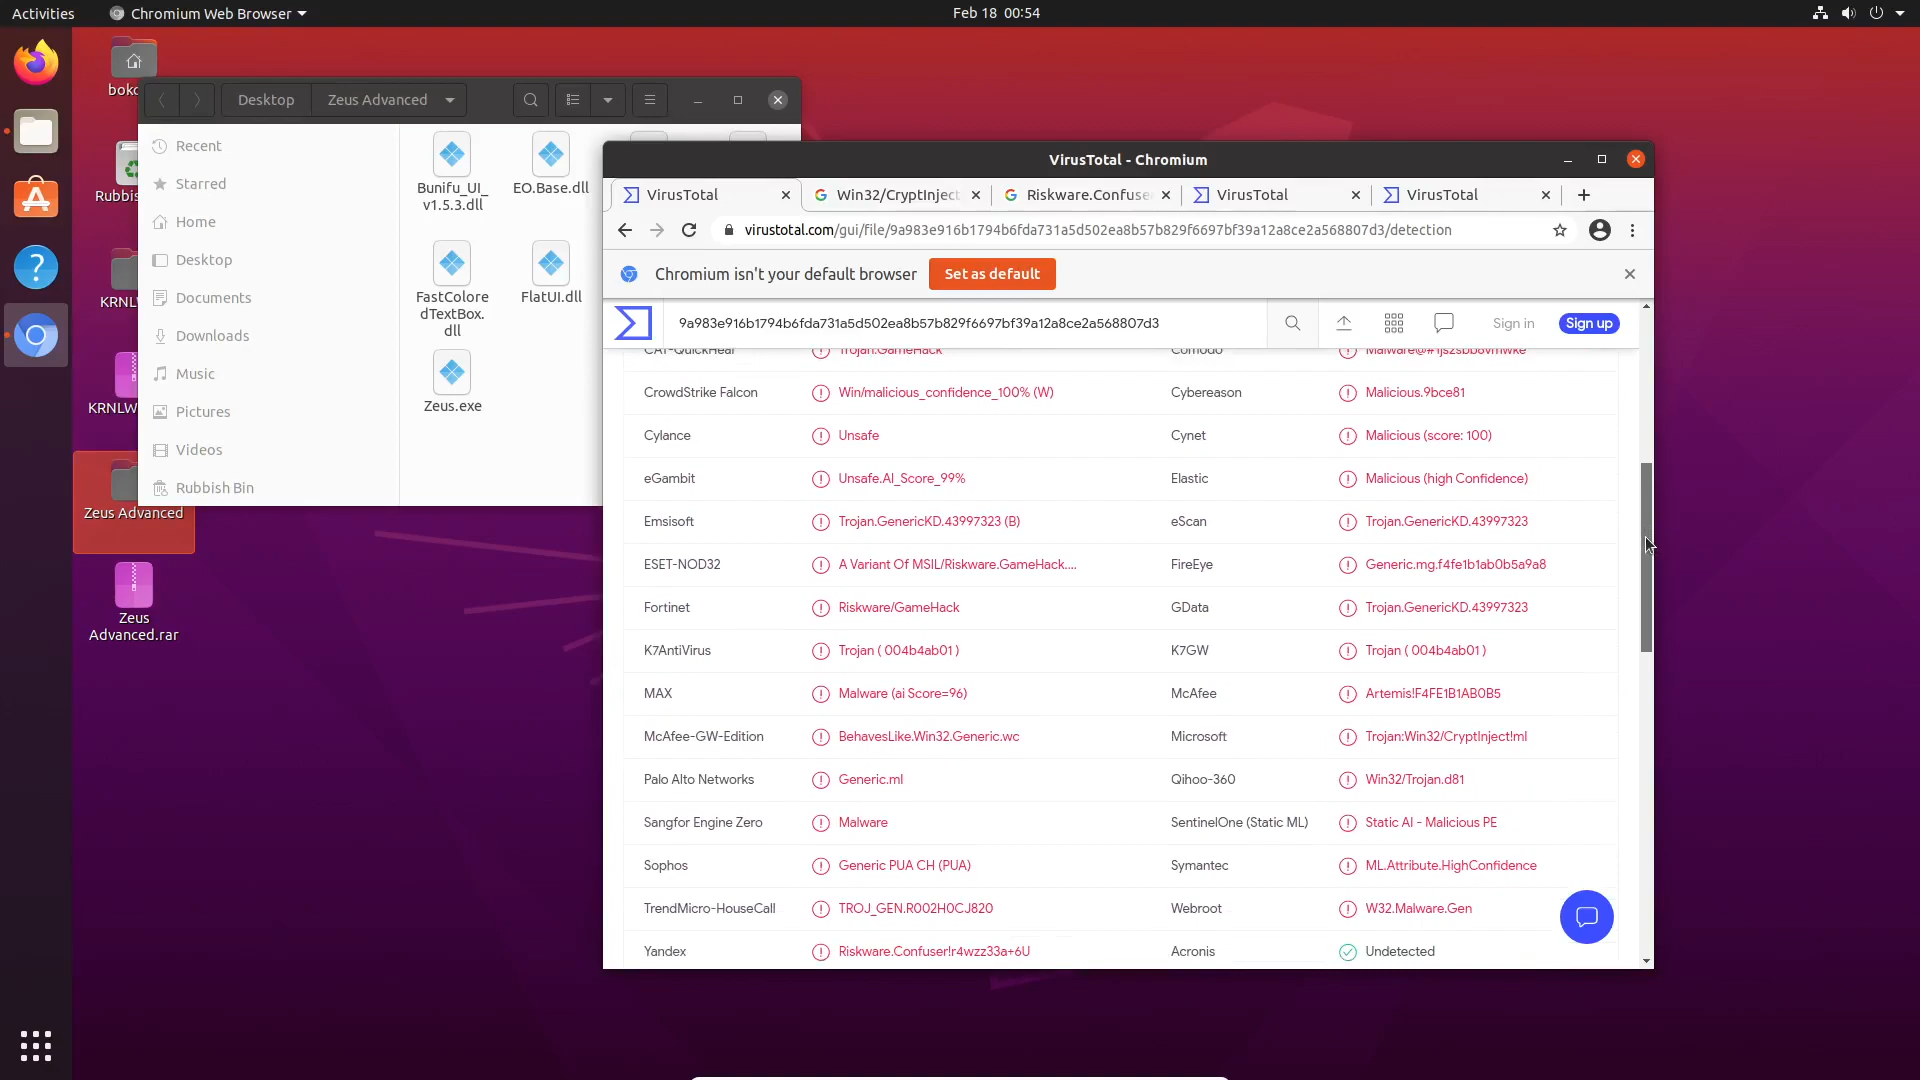 Activities
Chromium Web Browser
Feb 18 00:54
Rubbis
KRNL
KRNLW
Zeus Advanced
Zeus
Advanced.rar
Desktop
Zeus Advanced
Recent
Starred
Home
Desktop
Documents
Downloads
Music
Pictures
Videos
Rubbish Bin
Bunifu_UI_
v1.5.3.dll
EO.Base.dll
FastColore
dTextBox.
dll
FlatUI.dll
Zeus.exe
VirusTotal - Chromium
VirusTotal
Win32/CryptInject
Riskware.Confuse
VirusTotal
VirusTotal
virustotal.com/gui/file/9a983e916b1794b6fda731a5d502ea8b57b829f6697bf39a12a8ce2a568807d3/detection
Chromium isn't your default browser
Set as default
9a983e916b1794b6fda731a5d502ea8b57b829f6697bf39a12a8ce2a568807d3
Sign in
Sign up
CAT-QuickHeal
Trojan.GameHack
Comodo
CrowdStrike Falcon
Win/malicious_confidence_100% (W)
Cybereason
Malicious.9bce81
Cylance
Unsafe
Cynet
Malicious (score: 100)
eGambit
Unsafe.AI_Score_99%
Elastic
Malicious (high Confidence)
Emsisoft
Trojan.GenericKD.43997323 (B)
eScan
Trojan.GenericKD.43997323
ESET-NOD32
A Variant Of MSIL/Riskware.GameHack....
FireEye
Generic.mg.f4fe1b1ab0b5a9a8
Fortinet
Riskware/GameHack
GData
Trojan.GenericKD.43997323
K7AntiVirus
Trojan ( 004b4ab01 )
K7GW
Trojan ( 004b4ab01 )
MAX
Malware (ai Score=96)
McAfee
Artemis!F4FE1B1AB0B5
McAfee-GW-Edition
BehavesLike.Win32.Generic.wc
Microsoft
Trojan:Win32/CryptInject!ml
Palo Alto Networks
Generic.ml
Qihoo-360
Win32/Trojan.d81
Sangfor Engine Zero
Malware
SentinelOne (Static ML)
Static AI - Malicious PE
Sophos
Generic PUA CH (PUA)
Symantec
ML.Attribute.HighConfidence
TrendMicro-HouseCall
TROJ_GEN.R002H0CJ820
Webroot
W32.Malware.Gen
Yandex
Riskware.Confuser!r4wzz33a+6U
Acronis
Undetected